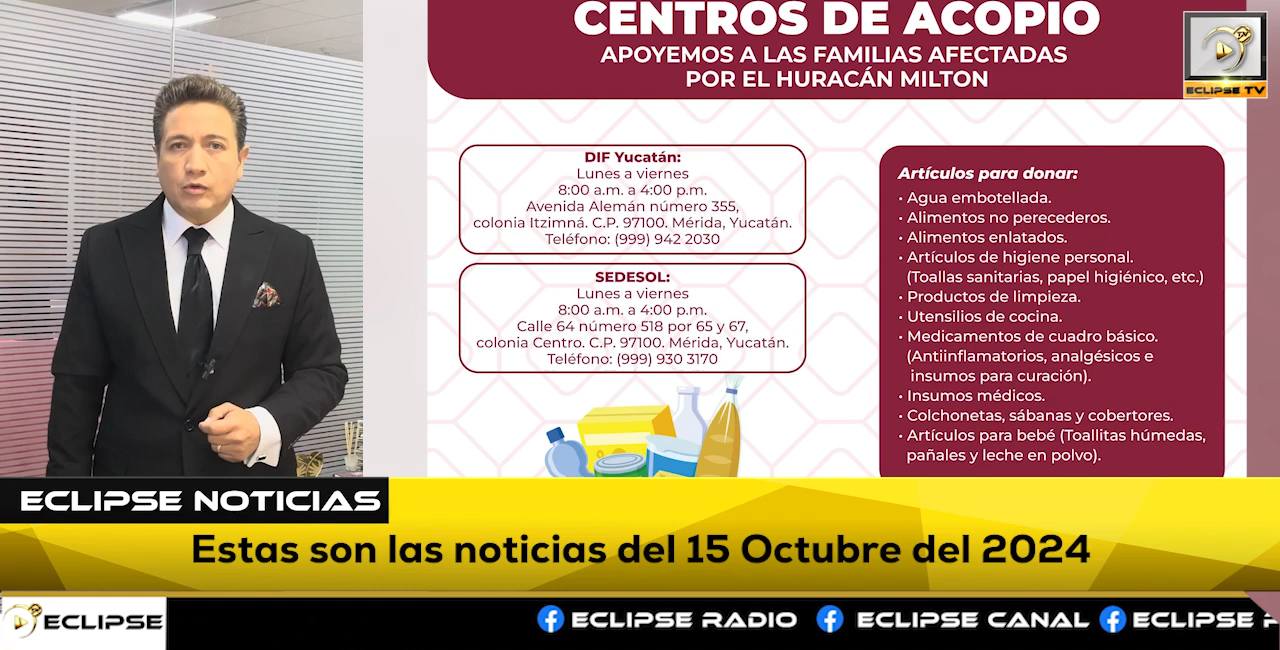 CENTROS DE ACOPIO
APOYEMOS A LAS FAMILIAS AFECTADAS
POR EL HURACÁN MILTON
TV
ECLIPSE TV
DIF Yucatán:
Lunes a viernes
8:00 a.m. a 4:00 p.m.
Avenida Alemán número 355,
colonia Itzimná. C.P. 97100. Mérida, Yucatán.
Teléfono: (999) 942 2030
SEDESOL:
Lunes a viernes
8:00 a.m. a 4:00 p.m.
Calle 64 número 518 por 65 y 67,
colonia Centro. C.P. 97100. Mérida, Yucatán.
Teléfono: (999) 930 3170
Artículos para donar:
• Agua embotellada.
• Alimentos no perecederos.
• Alimentos enlatados.
• Artículos de higiene personal.
(Toallas sanitarias, papel higiénico, etc.)
• Productos de limpieza.
• Utensilios de cocina.
• Medicamentos de cuadro básico.
(Antiinflamatorios, analgésicos e
insumos para curación).
• Insumos médicos.
• Colchonetas, sábanas y cobertores.
• Artículos para bebé (Toallitas húmedas,
pañales y leche en polvo).
ECLIPSE NOTICIAS
Estas son las noticias del 15 Octubre del 2024
ECLIPSE
ECLIPSE RADIO ECLIPSE CANAL ECLIPSE